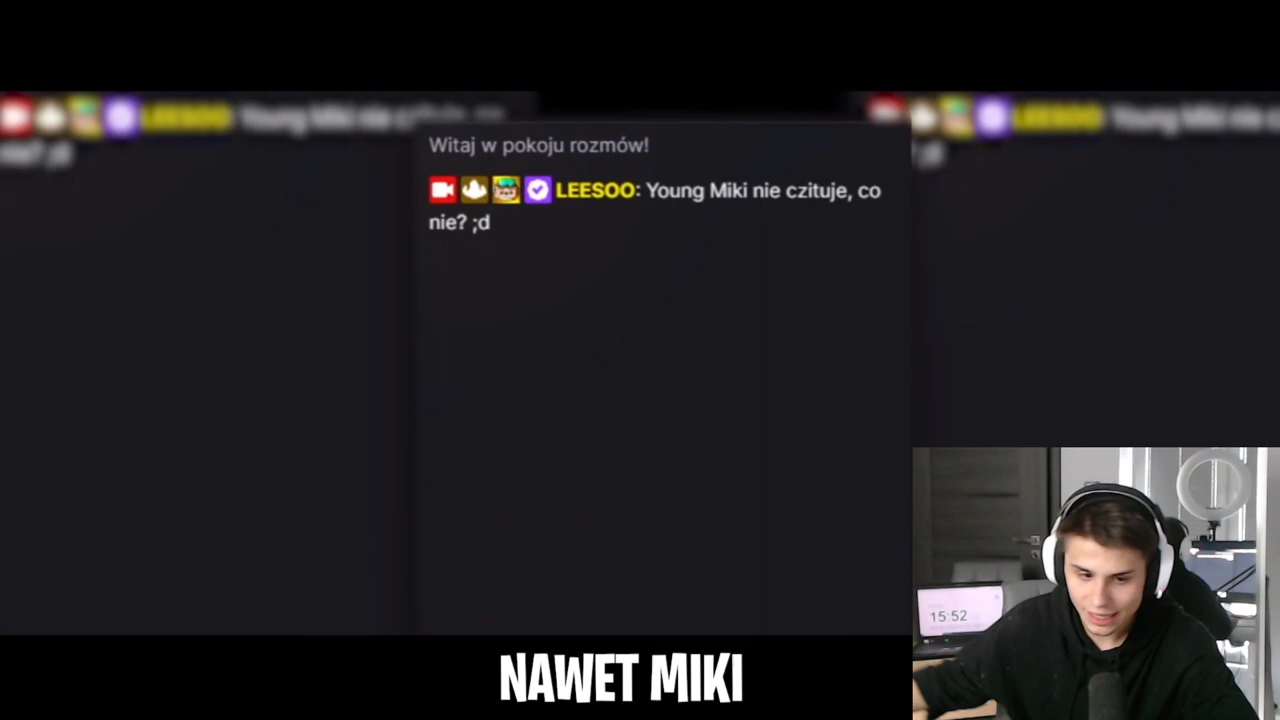 Witaj w pokoju rozmów!
LEESOO: Young Miki nie czituje, co
nie? ;d
15:52
NAWET MIKI